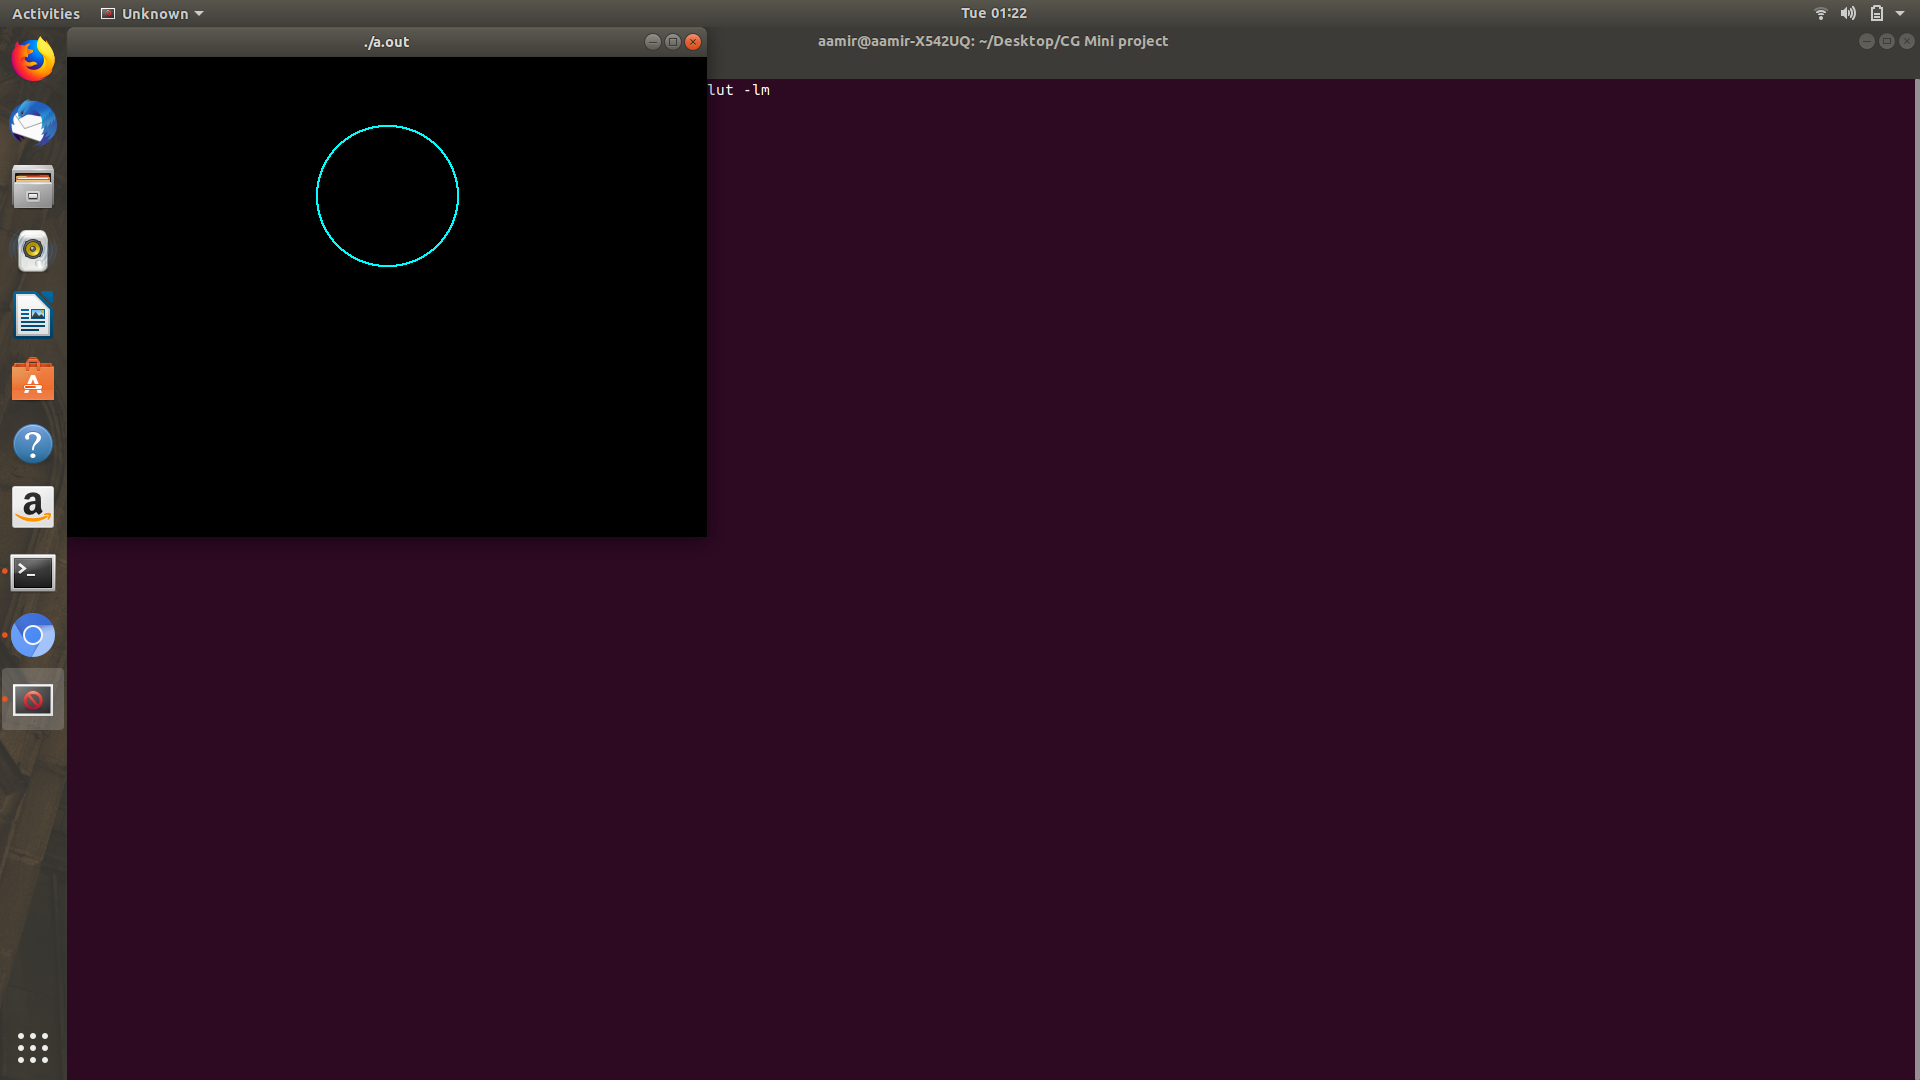 Activities
Unknown
Tue 01:22
./a.out
aamir@aamir-X542UQ: ~/Desktop/CG Mini project
lut -lm